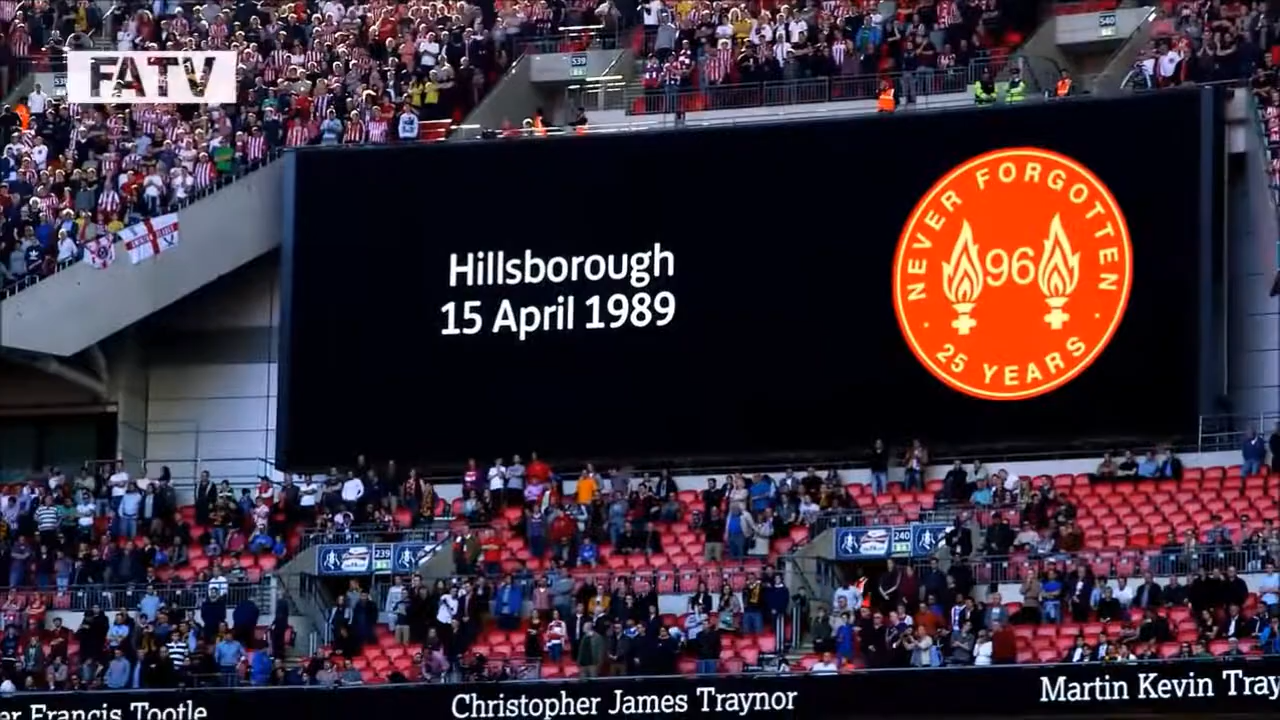 FATV
539
540
Hillsborough
15 April 1989
NEVER FORGOTTEN
96
25 YEARS
239
240
er Francis Tootle
Christopher James Traynor
Martin Kevin Tray